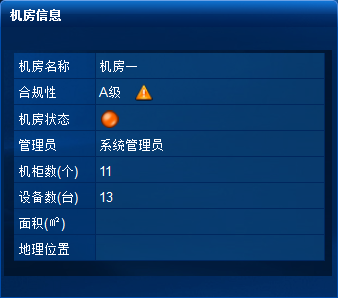 机房信息
机房名称 机房一
合规性 A级
机房状态
管理员 系统管理员
机柜数(个) 11
设备数(台) 13
面积(㎡)
地理位置